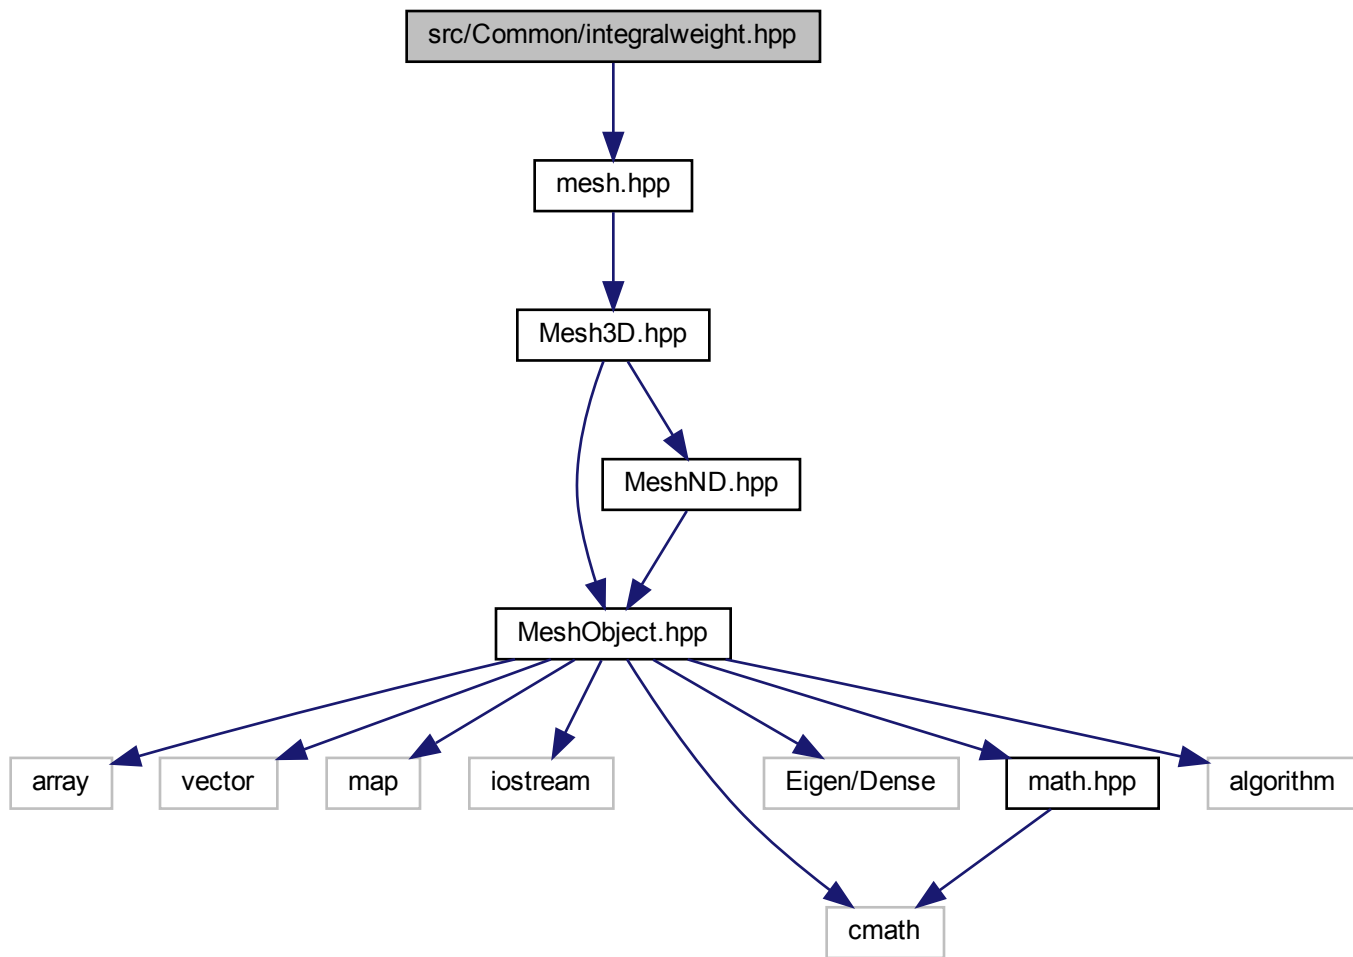 src/Common/integralweight.hpp
mesh.hpp
Mesh3D.hpp
MeshND.hpp
MeshObject.hpp
array
vector
map
iostream
Eigen/Dense
math.hpp
algorithm
cmath